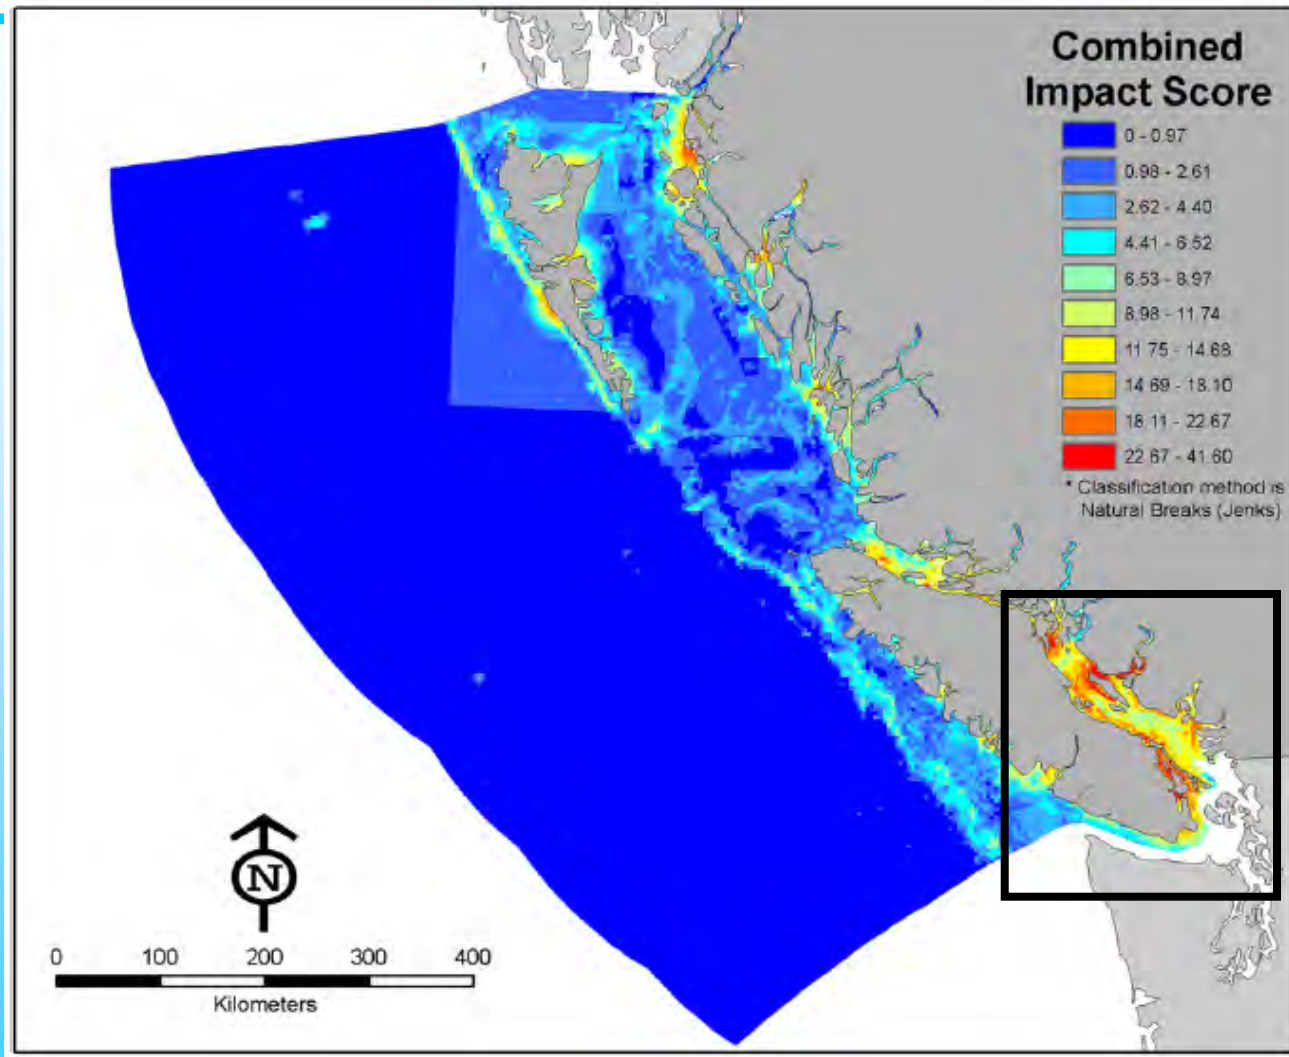 Combined
Impact Score
0 - 0.97
0.98 - 2.61
2.62 - 4.40
4.41 - 6.52
6.53 - 8.97
8.98 - 11.74
11.75 - 14.68
14.69 - 18.10
18.11 - 22.67
22.67 - 41.60
* Classification method is
Natural Breaks (Jenks)
N
0 100 200 300 400
Kilometers